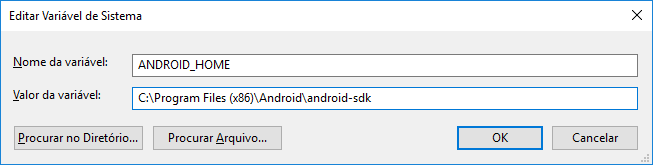 Editar Variável de Sistema
Nome da variável: ANDROID_HOME
Valor da variável: C:\Program Files (x86)\Android\android-sdk
Procurar no Diretório... Procurar Arquivo... OK Cancelar